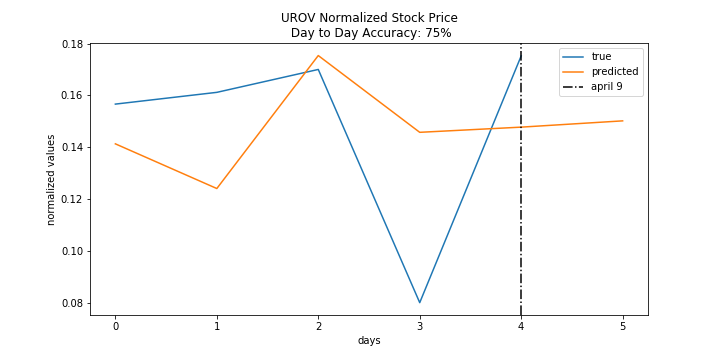 UROV Normalized Stock Price
Day to Day Accuracy: 75%
normalized values
0.18
0.16
0.14
0.12
0.10
0.08
true
predicted
april 9
0 1 2 3 4 5
days